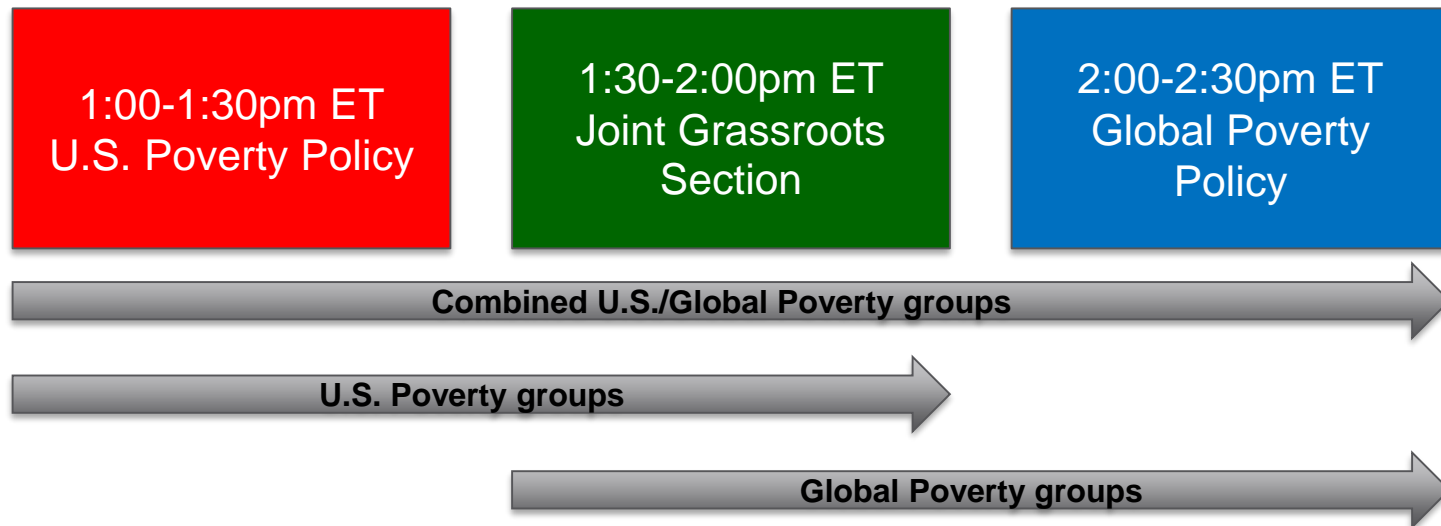 1:00-1:30pm ET
U.S. Poverty Policy
1:30-2:00pm ET
Joint Grassroots
Section
2:00-2:30pm ET
Global Poverty
Policy
Combined U.S./Global Poverty groups
U.S. Poverty groups
Global Poverty groups